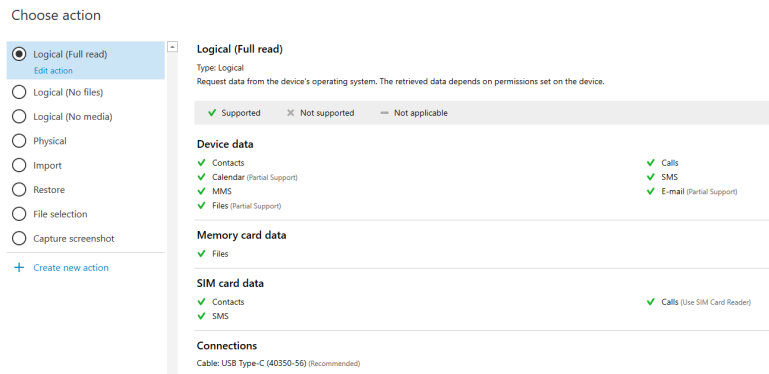 Choose action
Logical (Full read)
Edit action
Logical (No files)
Logical (No media)
Physical
Import
Restore
File selection
Capture screenshot
Create new action
Logical (Full read)
Type: Logical
Request data from the device's operating system. The retrieved data depends on permissions set on the device.
Supported Not supported Not applicable
Device data
Contacts Calls
Calendar (Partial Support) SMS
MMS E-mail (Partial Support)
Files (Partial Support)
Memory card data
Files
SIM card data
Contacts Calls (Use SIM Card Reader)
SMS
Connections
Cable: USB Type-C (40350-56) (Recommended)